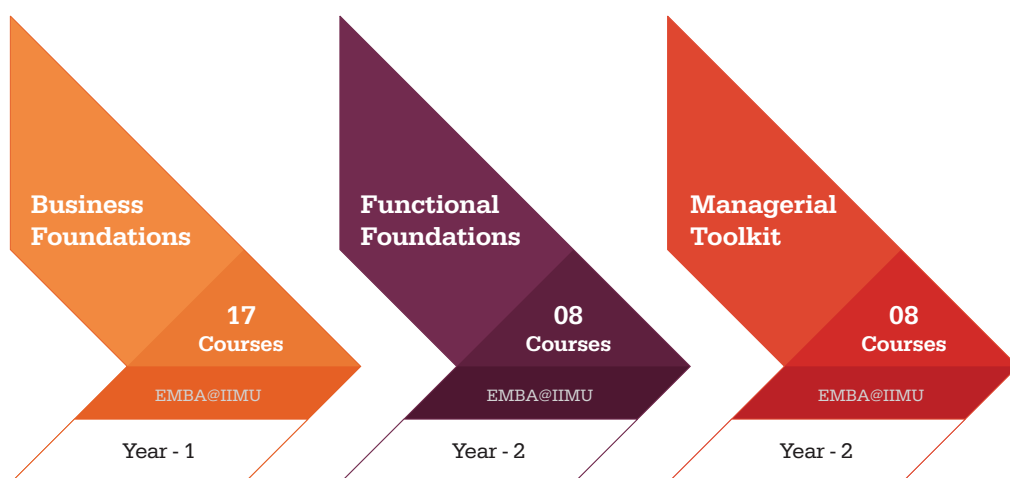 Business
Foundations
17
Courses
EMBA@IIMU
Year - 1
Functional
Foundations
08
Courses
EMBA@IIMU
Year - 2
Managerial
Toolkit
08
Courses
EMBA@IIMU
Year - 2